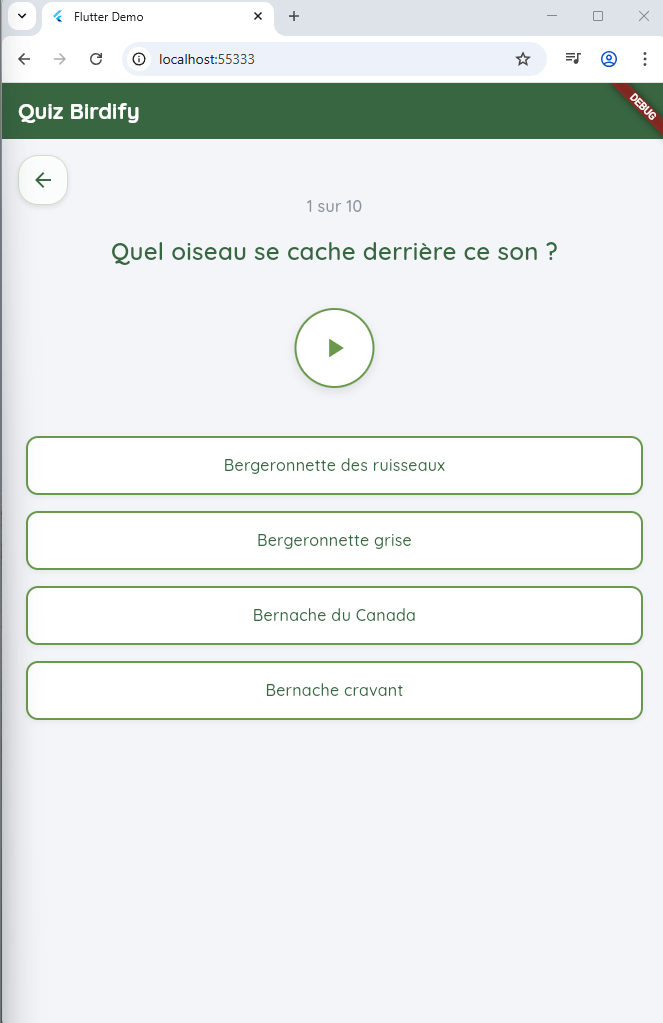 Flutter Demo
localhost:55333
Quiz Birdify
DEBUG
1 sur 10
Quel oiseau se cache derrière ce son ?
Bergeronnette des ruisseaux
Bergeronnette grise
Bernache du Canada
Bernache cravant